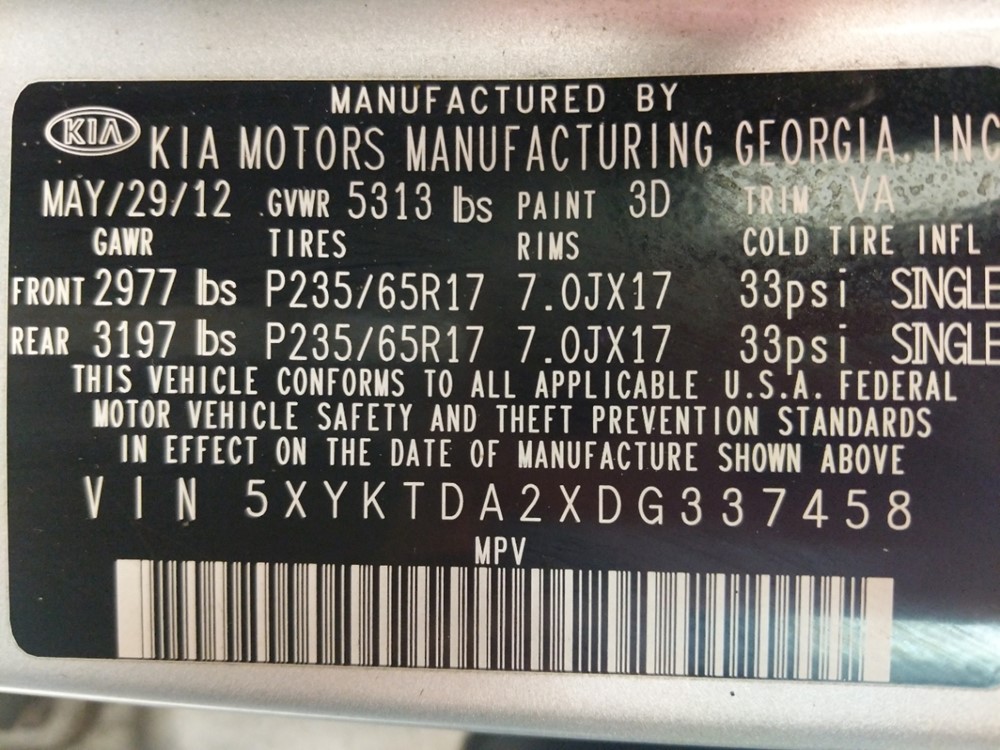 MANUFACTURED BY
KIA KIA MOTORS MANUFACTURING GEORGIA, INC
MAY/29/12 GVWR 5313 lbs PAINT 3D TRIM VA
GAWR TIRES RIMS COLD TIRE INFL
FRONT 2977 lbs P235/65R17 7.0JX17 33psi SINGLE
REAR 3197 lbs P235/65R17 7.0JX17 33psi SINGLE
THIS VEHICLE CONFORMS TO ALL APPLICABLE U.S.A. FEDERAL
MOTOR VEHICLE SAFETY AND THEFT PREVENTION STANDARDS
IN EFFECT ON THE DATE OF MANUFACTURE SHOWN ABOVE
VIN 5XYKTDA2XDG337458
MPV